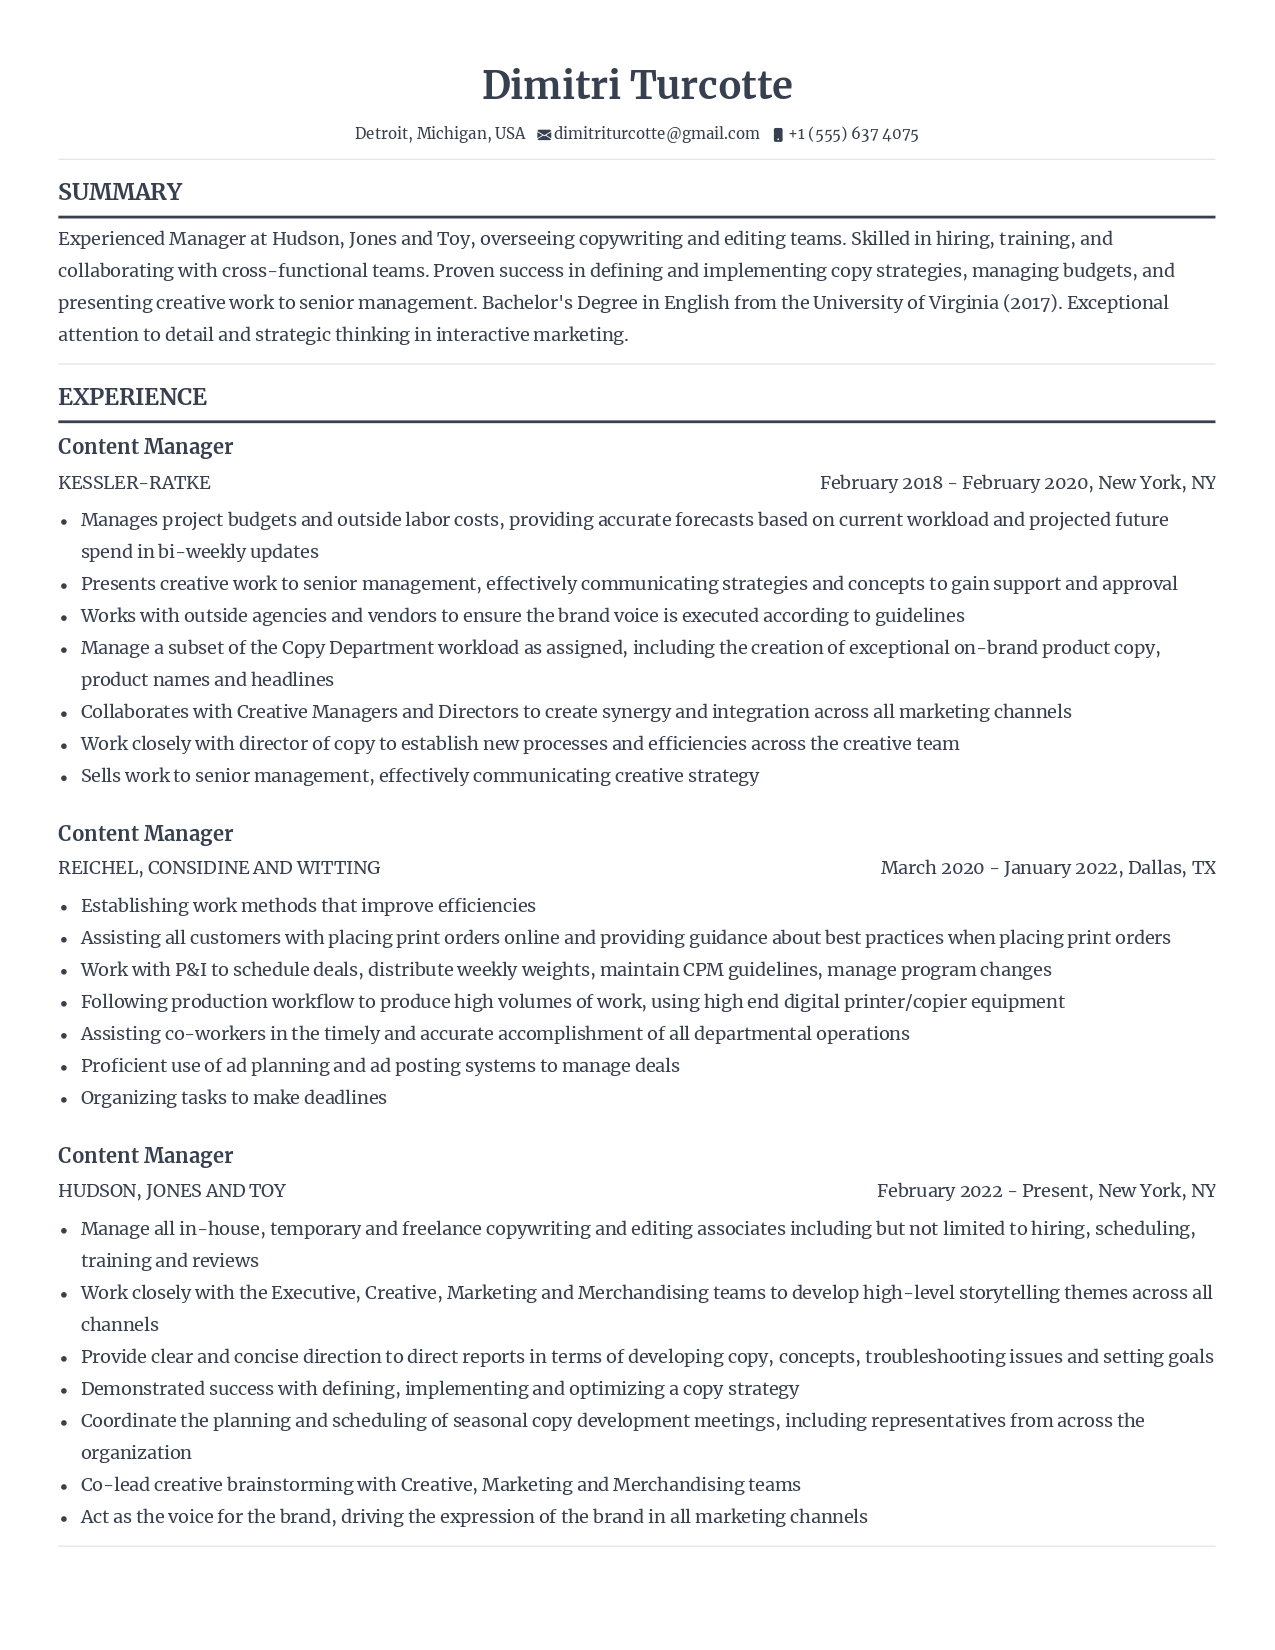 Dimitri Turcotte
Detroit, Michigan, USA dimitriturcotte@gmail.com +1 (555) 637 4075
SUMMARY
Experienced Manager at Hudson, Jones and Toy, overseeing copywriting and editing teams. Skilled in hiring, training, and
collaborating with cross-functional teams. Proven success in defining and implementing copy strategies, managing budgets, and
presenting creative work to senior management. Bachelor's Degree in English from the University of Virginia (2017). Exceptional
attention to detail and strategic thinking in interactive marketing.
EXPERIENCE
Content Manager
KESSLER-RATKE February 2018 - February 2020, New York, NY
• Manages project budgets and outside labor costs, providing accurate forecasts based on current workload and projected future
spend in bi-weekly updates
• Presents creative work to senior management, effectively communicating strategies and concepts to gain support and approval
• Works with outside agencies and vendors to ensure the brand voice is executed according to guidelines
• Manage a subset of the Copy Department workload as assigned, including the creation of exceptional on-brand product copy,
product names and headlines
• Collaborates with Creative Managers and Directors to create synergy and integration across all marketing channels
• Work closely with director of copy to establish new processes and efficiencies across the creative team
• Sells work to senior management, effectively communicating creative strategy
Content Manager
REICHEL, CONSIDINE AND WITTING March 2020 - January 2022, Dallas, TX
• Establishing work methods that improve efficiencies
• Assisting all customers with placing print orders online and providing guidance about best practices when placing print orders
• Work with P&I to schedule deals, distribute weekly weights, maintain CPM guidelines, manage program changes
• Following production workflow to produce high volumes of work, using high end digital printer/copier equipment
• Assisting co-workers in the timely and accurate accomplishment of all departmental operations
• Proficient use of ad planning and ad posting systems to manage deals
• Organizing tasks to make deadlines
Content Manager
HUDSON, JONES AND TOY February 2022 - Present, New York, NY
• Manage all in-house, temporary and freelance copywriting and editing associates including but not limited to hiring, scheduling,
training and reviews
• Work closely with the Executive, Creative, Marketing and Merchandising teams to develop high-level storytelling themes across all
channels
• Provide clear and concise direction to direct reports in terms of developing copy, concepts, troubleshooting issues and setting goals
• Demonstrated success with defining, implementing and optimizing a copy strategy
• Coordinate the planning and scheduling of seasonal copy development meetings, including representatives from across the
organization
• Co-lead creative brainstorming with Creative, Marketing and Merchandising teams
• Act as the voice for the brand, driving the expression of the brand in all marketing channels